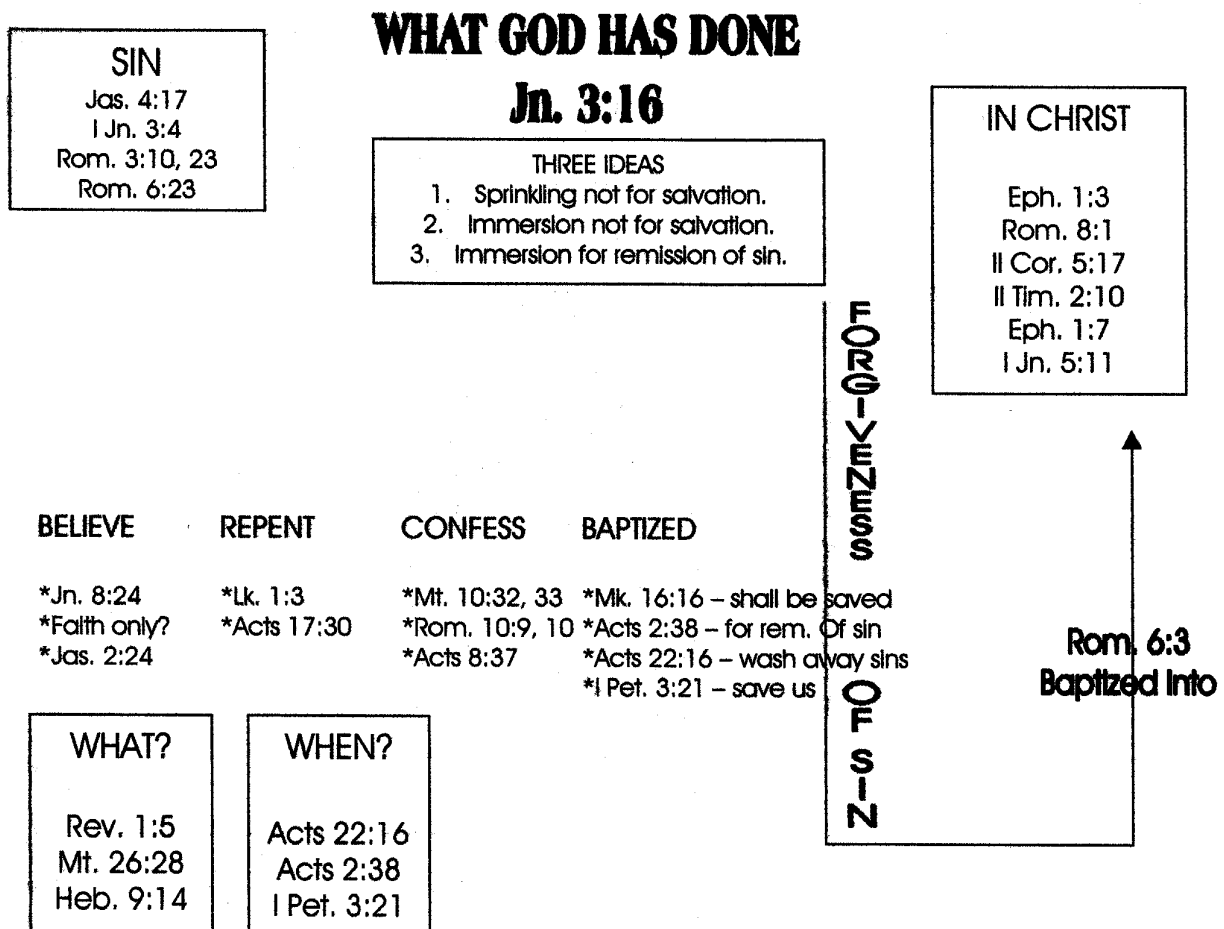 WHAT GOD HAS DONE
Jn. 3:16
SIN
Jas. 4:17
I Jn. 3:4
Rom. 3:10, 23
Rom. 6:23
THREE IDEAS
1. Sprinkling not for salvation.
2. Immersion not for salvation.
3. Immersion for remission of sin.
IN CHRIST
Eph. 1:3
Rom. 8:1
II Cor. 5:17
II Tim. 2:10
Eph. 1:7
I Jn. 5:11
FORGIVENESS OF SIN
BELIEVE
*Jn. 8:24
*Faith only?
*Jas. 2:24
REPENT
*Lk. 1:3
*Acts 17:30
CONFESS
*Mt. 10:32, 33
*Rom. 10:9, 10
*Acts 8:37
BAPTIZED
*Mk. 16:16 – shall be saved
*Acts 2:38 – for rem. Of sin
*Acts 22:16 – wash away sins
*I Pet. 3:21 – save us
Rom. 6:3
Baptized Into
WHAT?
Rev. 1:5
Mt. 26:28
Heb. 9:14
WHEN?
Acts 22:16
Acts 2:38
I Pet. 3:21